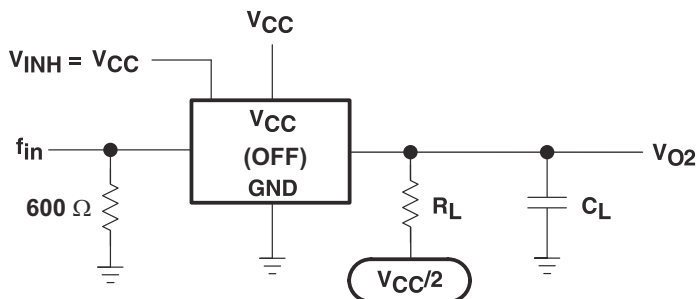 VCC
VINH = VCC
VCC
fin
(OFF)
VO2
GND
600 Ω
RL
CL
VCC/2